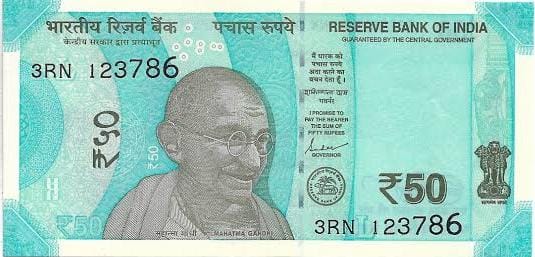 भारतीय रिज़र्व बैंक
केन्द्रीय सरकार द्वारा प्रत्याभूत
पचास रुपये
RESERVE BANK OF INDIA
GUARANTEED BY THE CENTRAL GOVERNMENT
3RN 123786
मैं धारक को
पचास रुपये
अदा करने का
वचन देता हूँ।
गवर्नर
I PROMISE TO
PAY THE BEARER
THE SUM OF
FIFTY RUPEES
GOVERNOR
₹५०
₹50
₹50
₹50
सत्यमेव जयते
3RN 123786
महात्मा गांधी MAHATMA GANDHI